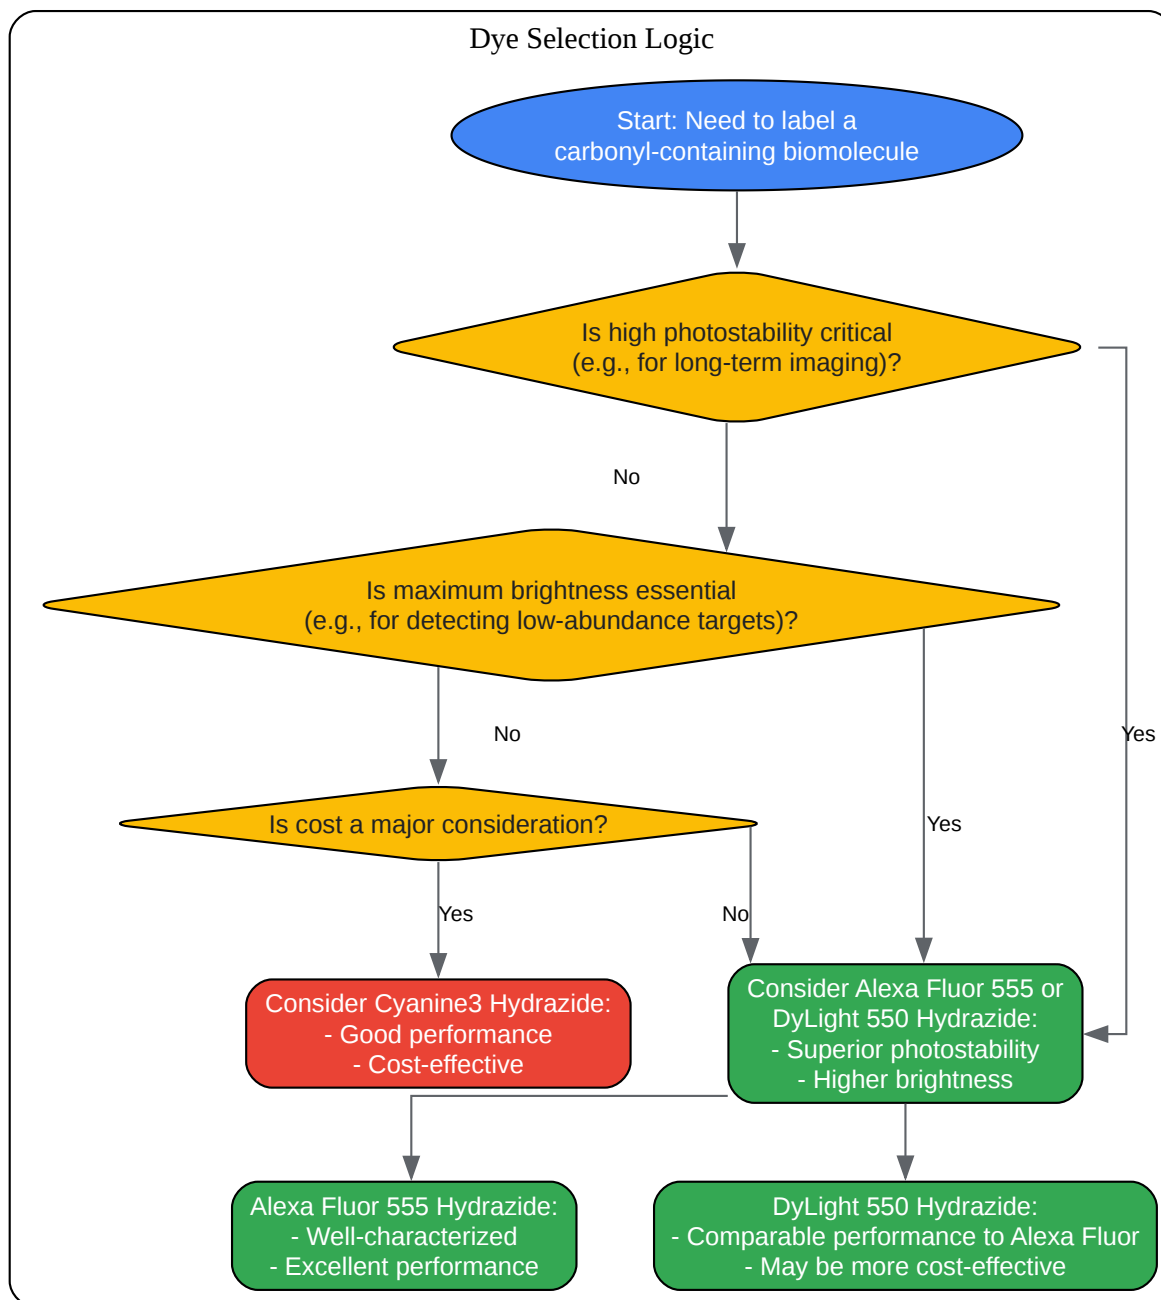 Dye Selection Logic
Start: Need to label a
carbonyl-containing biomolecule
Is high photostability critical
(e.g., for long-term imaging)?
No
Is maximum brightness essential
(e.g., for detecting low-abundance targets)?
No
Yes
Is cost a major consideration?
Yes
Yes
No
Consider Cyanine3 Hydrazide:
- Good performance
- Cost-effective
Consider Alexa Fluor 555 or
DyLight 550 Hydrazide:
- Superior photostability
- Higher brightness
Alexa Fluor 555 Hydrazide:
- Well-characterized
- Excellent performance
DyLight 550 Hydrazide:
- Comparable performance to Alexa Fluor
- May be more cost-effective